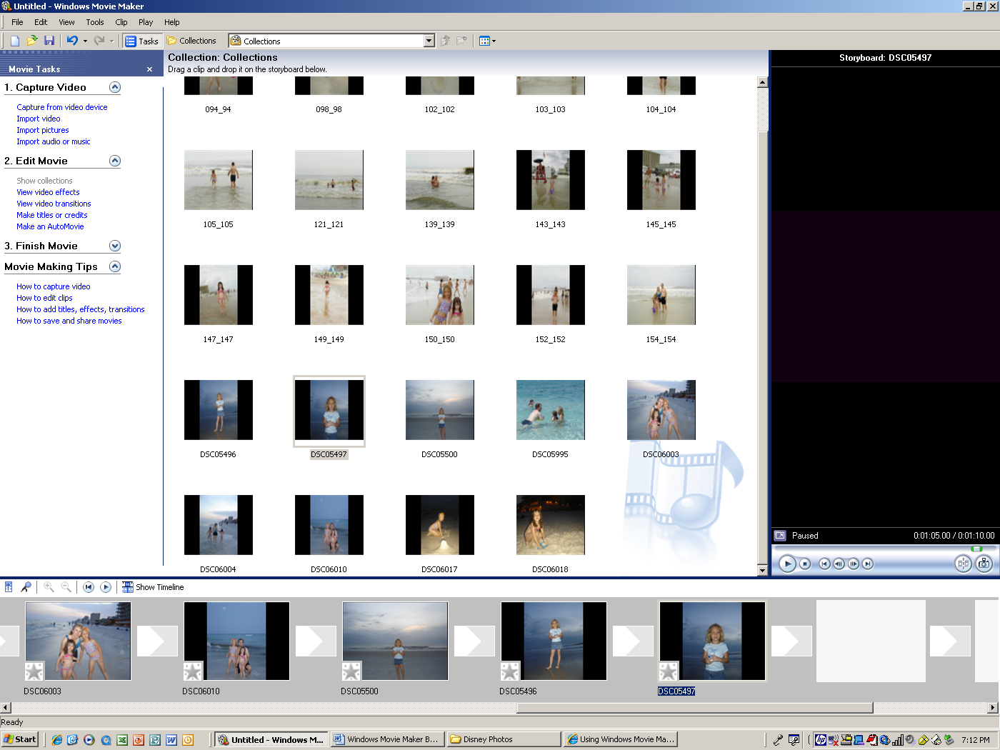 Untitled - Windows Movie Maker
File Edit View Tools Clip Play Help
Tasks Collections Collections
Movie Tasks
1. Capture Video
Capture from video device
Import video
Import pictures
Import audio or music
2. Edit Movie
Show collections
View video effects
View video transitions
Make titles or credits
Make an AutoMovie
3. Finish Movie
Movie Making Tips
How to capture video
How to edit clips
How to add titles, effects, transitions
How to save and share movies
Collection: Collections
Drag a clip and drop it on the storyboard below.
094_94 098_98 102_102 103_103 104_104
105_105 121_121 139_139 143_143 145_145
147_147 149_149 150_150 152_152 154_154
DSC05496 DSC05497 DSC05500 DSC05995 DSC06003
DSC06004 DSC06010 DSC06017 DSC06018
Storyboard: DSC05497
Paused 0:01:05.00 / 0:01:10.00
Show Timeline
DSC06003 DSC06010 DSC05500 DSC05496 DSC05497
Ready
Start Untitled - Windows M... Windows Movie Maker B... Disney Photos Using Windows Movie Ma... 7:12 PM